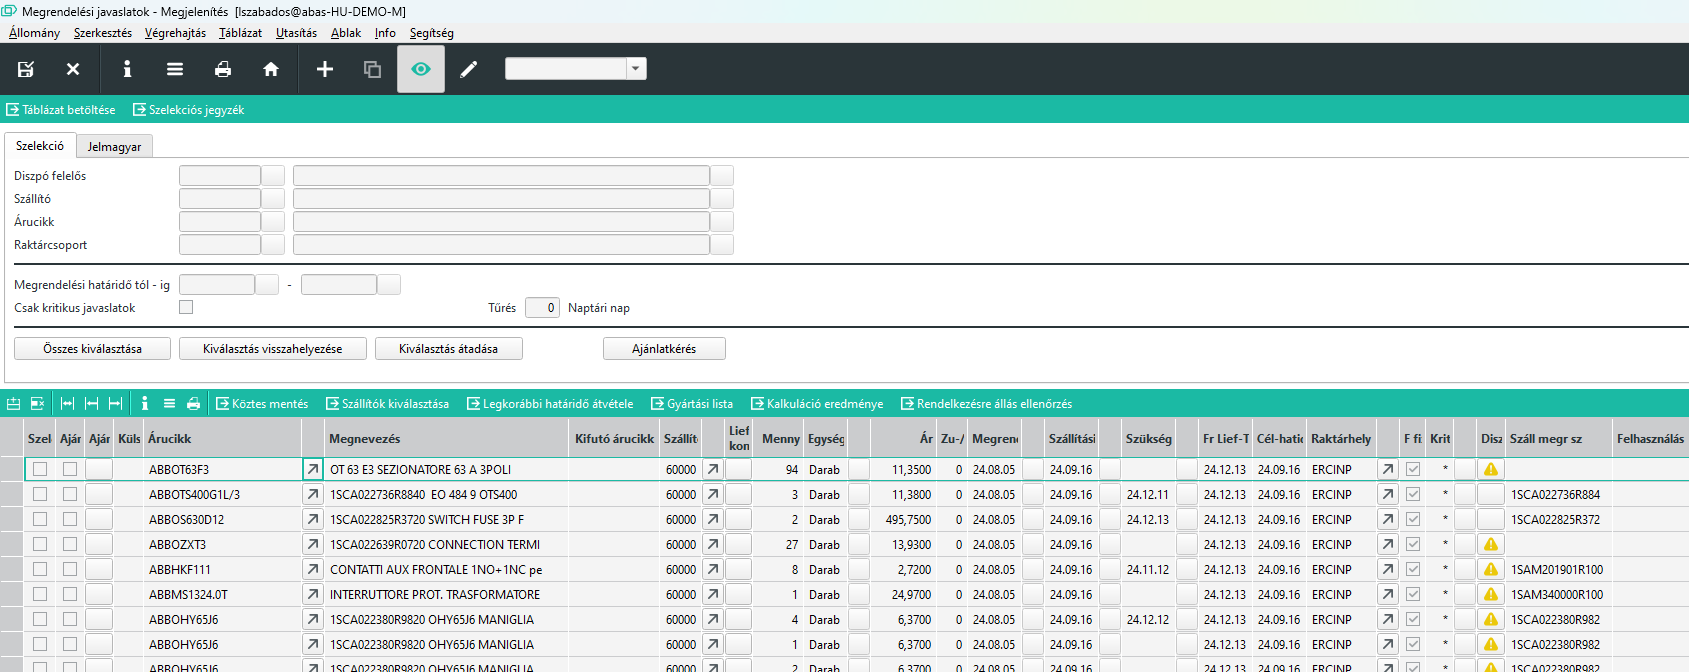 Megrendelési javaslatok - Megjelenítés  [lszabados@abas-HU-DEMO-M]
Állomány Szerkesztés Végrehajtás Táblázat Utasítás Ablak Info Segítség
Táblázat betöltése Szelekciós jegyzék
Szelekció Jelmagyar
Diszpó felelős
Szállító
Árucikk
Raktárcsoport
Megrendelési határidő tól - ig -
Csak kritikus javaslatok Tűrés 0 Naptári nap
Összes kiválasztása Kiválasztás visszahelyezése Kiválasztás átadása Ajánlatkérés
Köztes mentés Szállítók kiválasztása Legkorábbi határidő átvétele Gyártási lista Kalkuláció eredménye Rendelkezésre állás ellenőrzés
Szel Ajár Ajár Küls Árucikk Megnevezés Kifutó árucikk Szállít Lief kon Menny Egység Ár Zu-/ Megren Szállítási Szükség Fr Lief-T Cél-hatic Raktárhely F fi Krit Disz Száll megr sz Felhasználás
ABBOT63F3 OT 63 E3 SEZIONATORE 63 A 3POLI 60000 94 Darab 11,3500 0 24.08.05 24.09.16 24.12.13 24.09.16 ERCINP *
ABBOTS400G1L/3 1SCA022736R8840  EO 484 9 OTS400 60000 3 Darab 11,3800 0 24.08.05 24.09.16 24.12.11 24.12.13 24.09.16 ERCINP * 1SCA022736R884
ABBOS630D12 1SCA022825R3720 SWITCH FUSE 3P F 60000 2 Darab 495,7500 0 24.08.05 24.09.16 24.12.13 24.12.13 24.09.16 ERCINP * 1SCA022825R372
ABBOZXT3 1SCA022639R0720 CONNECTION TERMI 60000 27 Darab 13,9300 0 24.08.05 24.09.16 24.12.13 24.09.16 ERCINP *
ABBHKF111 CONTATTI AUX FRONTALE 1NO+1NC pe 60000 8 Darab 2,7200 0 24.08.05 24.09.16 24.11.12 24.12.13 24.09.16 ERCINP * 1SAM201901R100
ABBMS1324.0T INTERRUTTORE PROT. TRASFORMATORE 60000 1 Darab 24,9700 0 24.08.05 24.09.16 24.12.13 24.09.16 ERCINP * 1SAM340000R100
ABBOHY65J6 1SCA022380R9820 OHY65J6 MANIGLIA 60000 4 Darab 6,3700 0 24.08.05 24.09.16 24.12.12 24.12.13 24.09.16 ERCINP * 1SCA022380R982
ABBOHY65J6 1SCA022380R9820 OHY65J6 MANIGLIA 60000 1 Darab 6,3700 0 24.08.05 24.09.16 24.12.13 24.09.16 ERCINP * 1SCA022380R982
ABBOHY65J6 1SCA022380R9820 OHY65J6 MANIGLIA 60000 2 Darab 6,3700 0 24.08.05 24.09.16 24.12.13 24.09.16 ERCINP * 1SCA022380R982